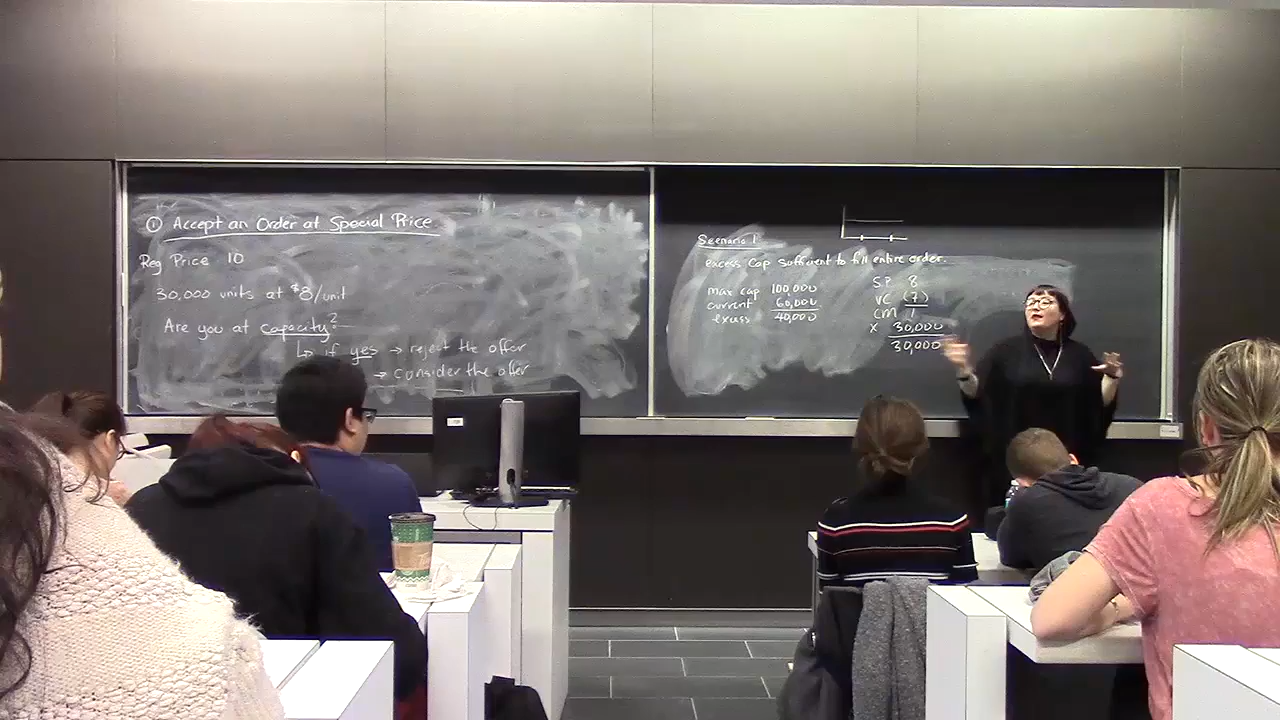 ① Accept an Order at Special Price
Reg Price 10
30,000 units at $8/unit
Are you at capacity?
↳ if yes → reject the offer
→ consider the offer
Scenario 1
excess cap sufficient to fill entire order.
max cap 100,000
current 60,000
excess 40,000
S.P. 8
VC (7)
CM 1
x 30,000
30,000